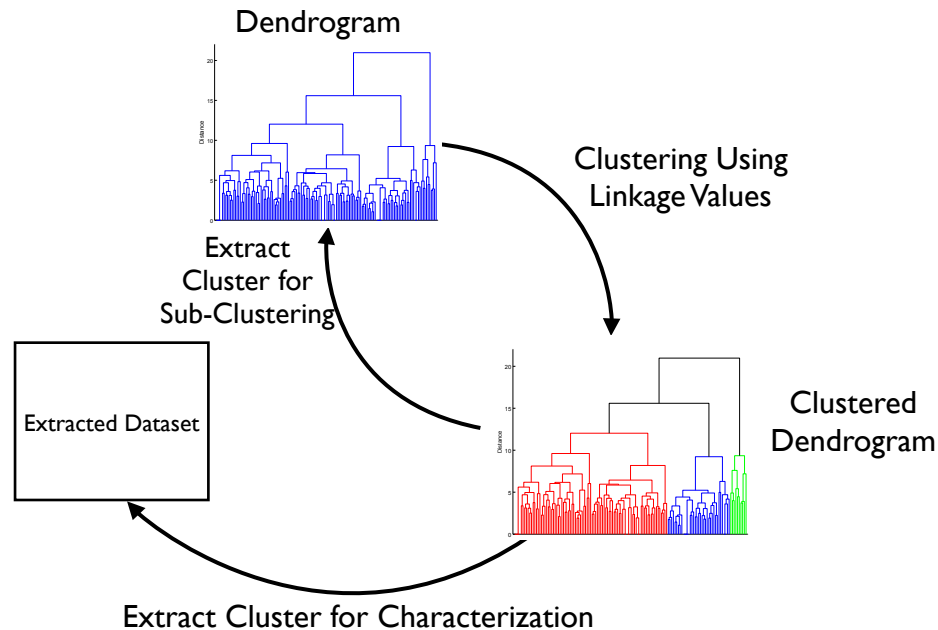 Dendrogram
20
15
10
5
0
Distance
Clustering Using
Linkage Values
Extract
Cluster for
Sub-Clustering
Extracted Dataset
20
15
10
5
0
Distance
Clustered
Dendrogram
Extract Cluster for Characterization